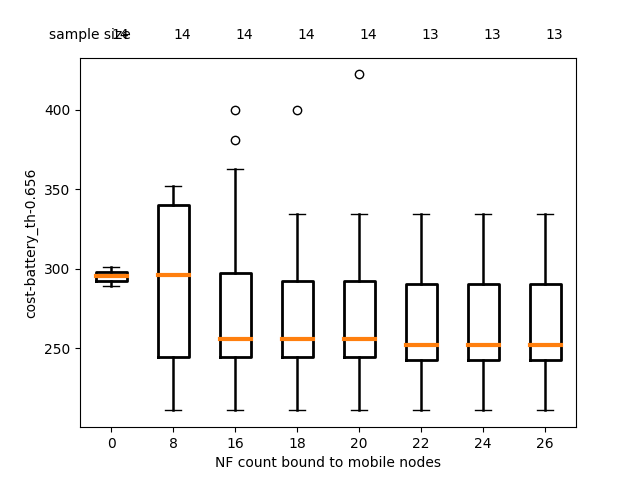 sample size 14 14 14 14 14 13 13 13
400
350
300
250
cost-battery_th-0.656
0 8 16 18 20 22 24 26
NF count bound to mobile nodes